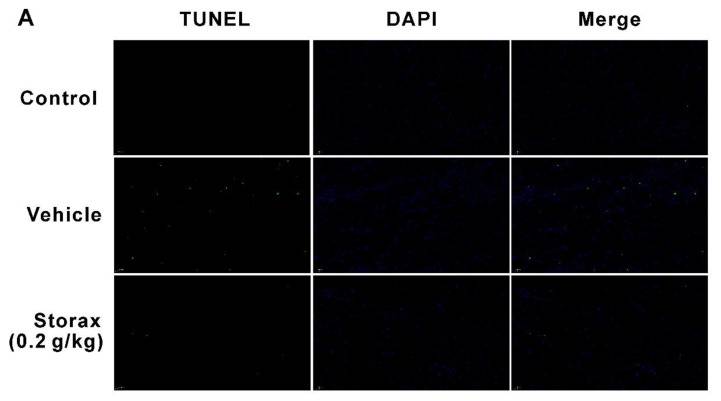 A
TUNEL DAPI Merge
Control
Vehicle
Storax
(0.2 g/kg)